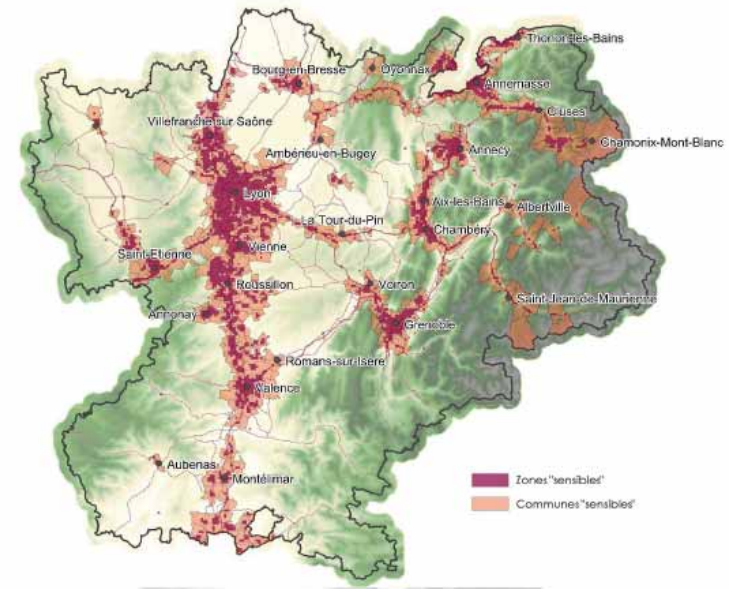 Thonon-les-Bains
Bourg-en-Bresse
Oyonnax
Annemasse
Cluses
Villefranche sur Saône
Chamonix-Mont-Blanc
Ambérieu-en-Bugey
Annecy
Lyon
Aix-les-Bains
Albertville
La Tour-du-Pin
Chambéry
Vienne
Saint-Etienne
Roussillon
Voiron
Saint-Jean-de-Maurienne
Annonay
Grenoble
Romans-sur-Isère
Valence
Aubenas
Montélimar
Zones "sensibles"
Communes "sensibles"